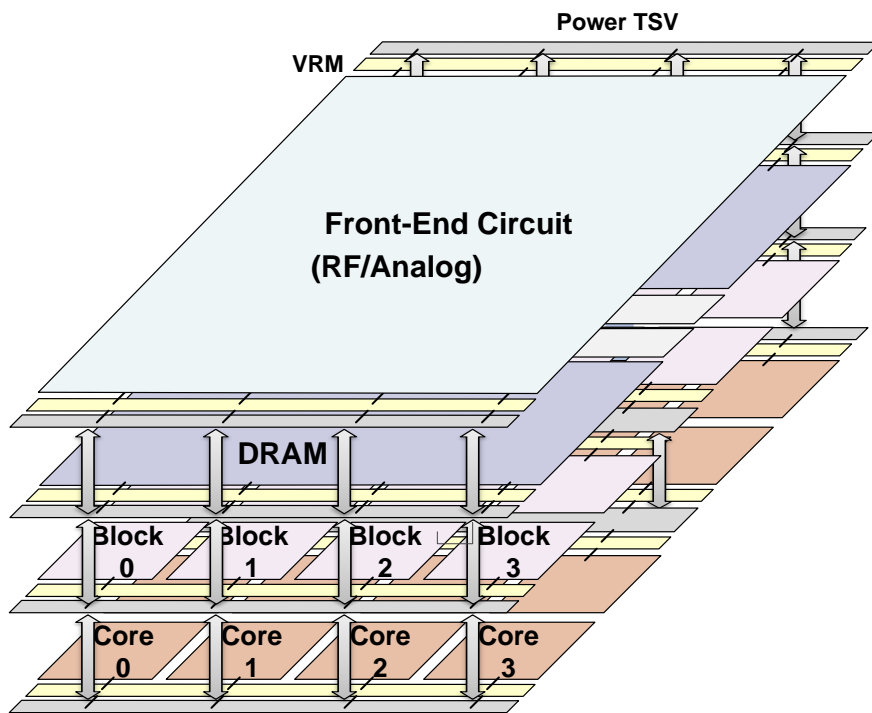 Power TSV
VRM
Front-End Circuit
(RF/Analog)
DRAM
Block Block Block Block
0 1 2 3
Core Core Core Core
0 1 2 3